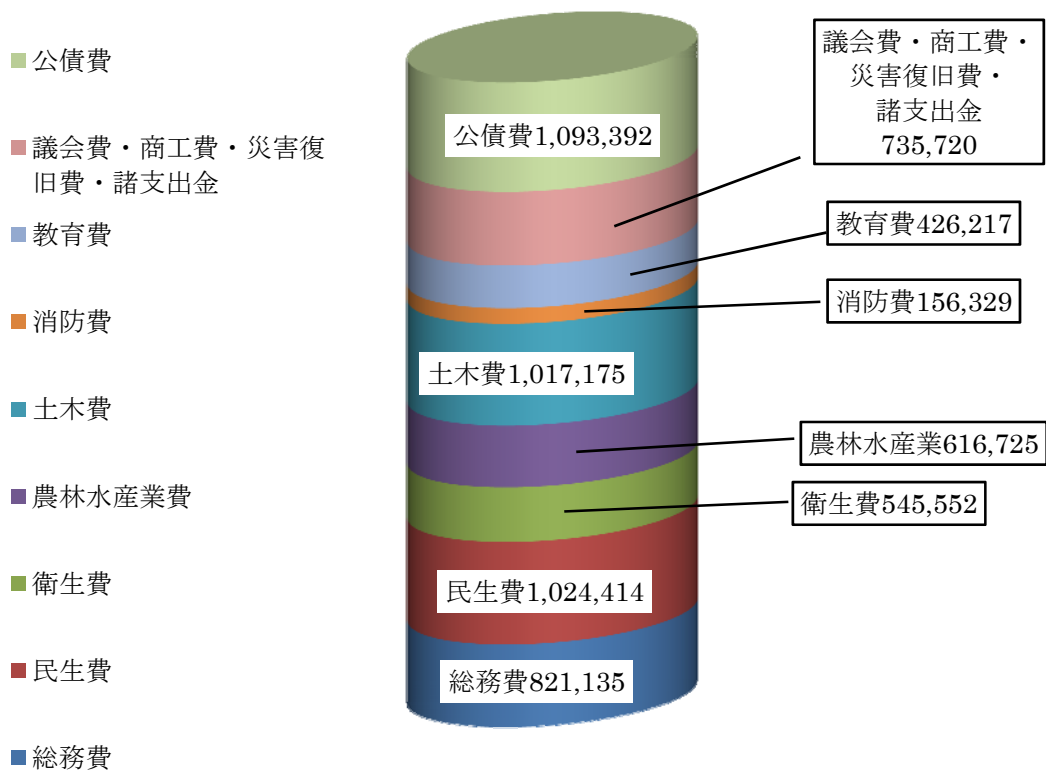 公債費
議会費・商工費・災害復
旧費・諸支出金
教育費
消防費
土木費
農林水産業費
衛生費
民生費
総務費
公債費1,093,392
議会費・商工費・
災害復旧費・
諸支出金
735,720
教育費426,217
消防費156,329
土木費1,017,175
農林水産業616,725
衛生費545,552
民生費1,024,414
総務費821,135